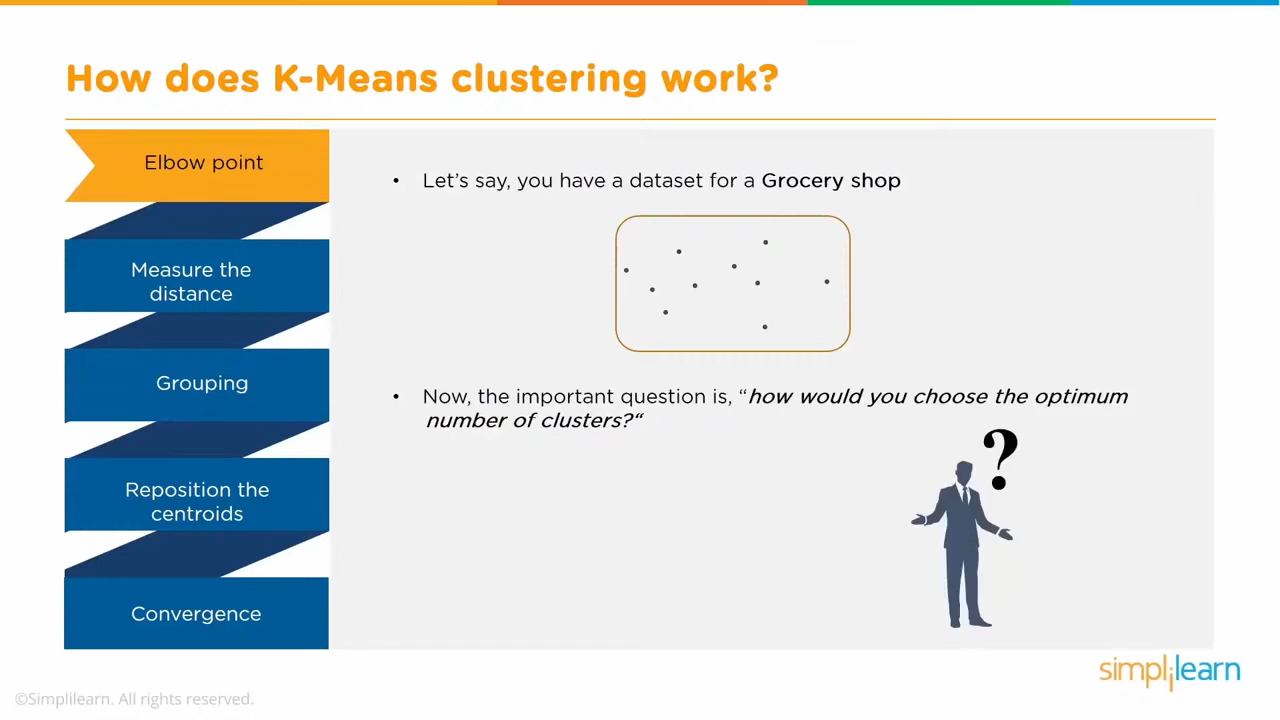 How does K-Means clustering work?
Elbow point
Measure the
distance
Grouping
Reposition the
centroids
Convergence
• Let’s say, you have a dataset for a Grocery shop
• Now, the important question is, “how would you choose the optimum
number of clusters?“
?
simplilearn
©Simplilearn. All rights reserved.